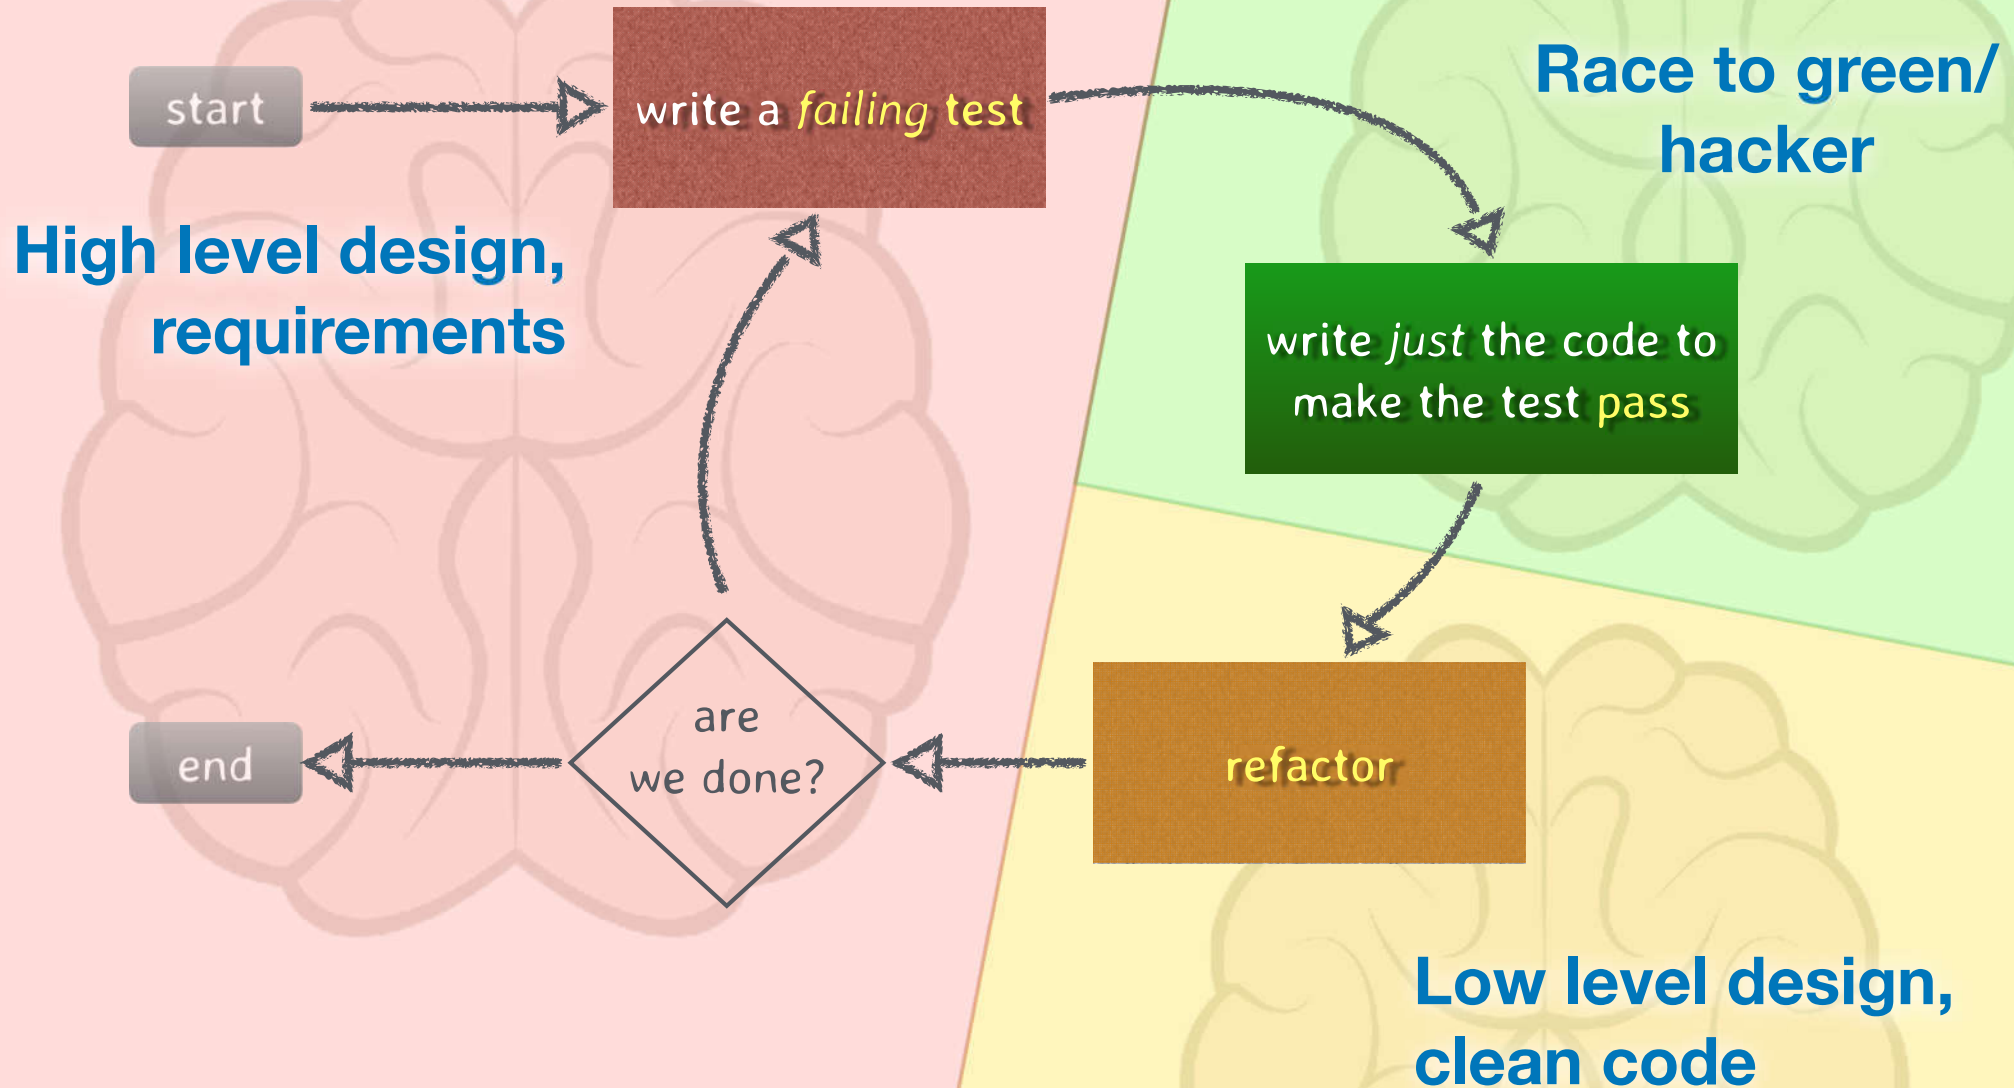 start
write a failing test
Race to green/
hacker
High level design,
requirements
write just the code to
make the test pass
are
we done?
end
refactor
Low level design,
clean code